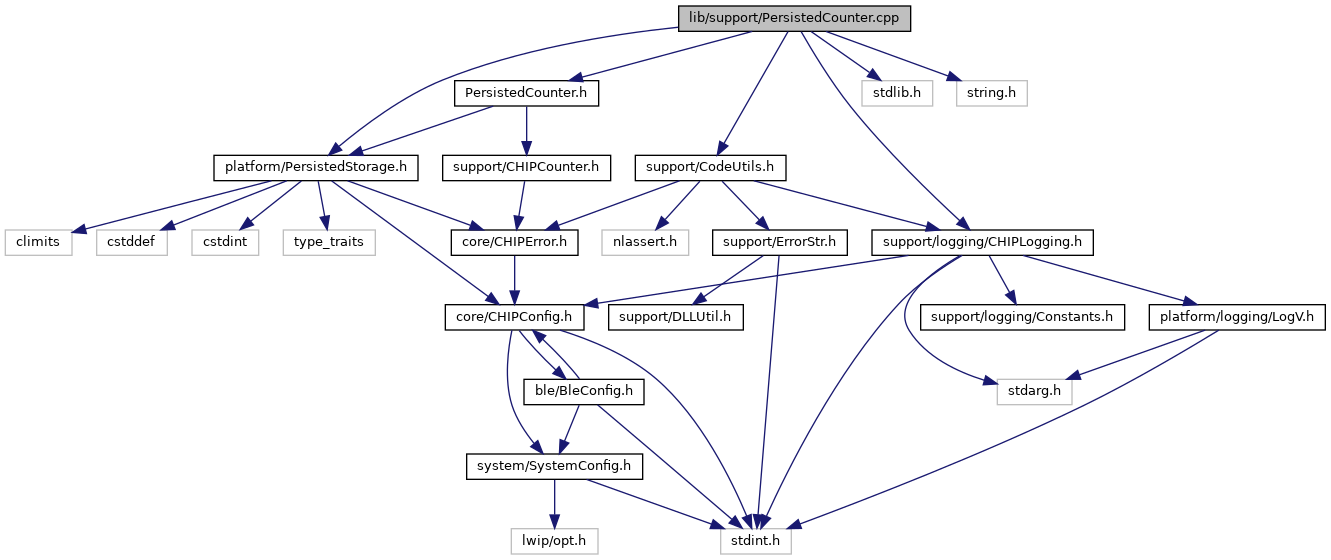 lib/support/PersistedCounter.cpp
PersistedCounter.h
stdlib.h
string.h
platform/PersistedStorage.h
support/CHIPCounter.h
support/CodeUtils.h
climits
cstddef
cstdint
type_traits
core/CHIPError.h
nlassert.h
support/ErrorStr.h
support/logging/CHIPLogging.h
core/CHIPConfig.h
support/DLLUtil.h
support/logging/Constants.h
platform/logging/LogV.h
ble/BleConfig.h
stdarg.h
system/SystemConfig.h
lwip/opt.h
stdint.h